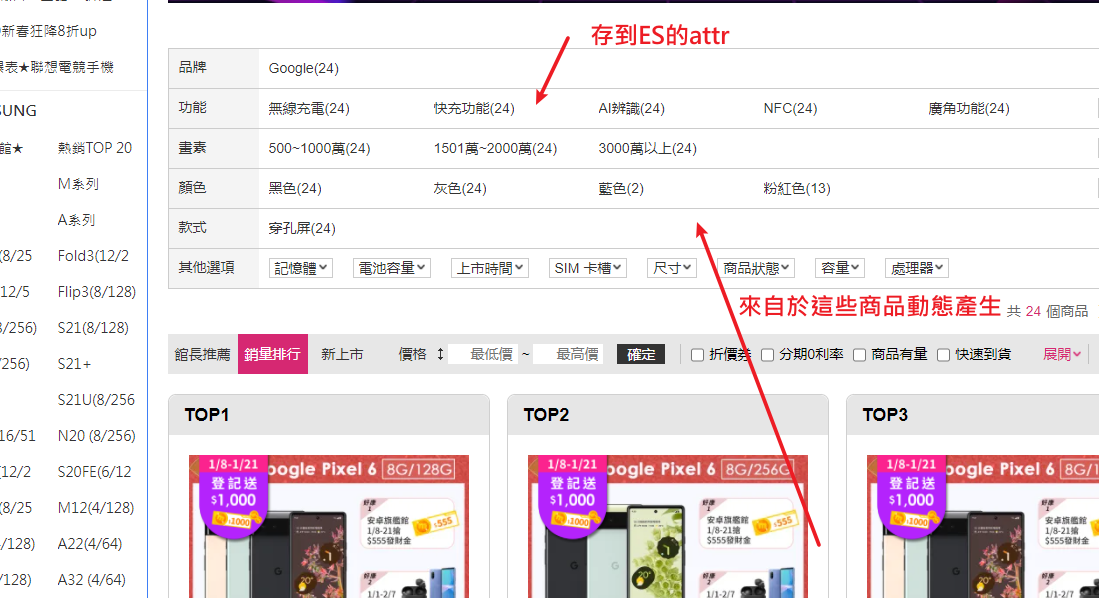 新春狂降8折up
存到ES的attr
表★聯想電競手機
品牌 Google(24)
SUNG
功能 無線充電(24) 快充功能(24) AI辨識(24) NFC(24) 廣角功能(24)
館★ 熱銷TOP 20
畫素 500~1000萬(24) 1501萬~2000萬(24) 3000萬以上(24)
M系列
顏色 黑色(24) 灰色(24) 藍色(2) 粉紅色(13)
A系列
款式 穿孔屏(24)
(8/25 Fold3(12/2
其他選項 記憶體 電池容量 上市時間 SIM 卡槽 尺寸 商品狀態 容量 處理器
12/5 Flip3(8/128)
來自於這些商品動態產生 共 24 個商品
8/256) S21(8/128)
館長推薦 銷量排行 新上市 價格 最低價 ~ 最高價 確定 折價券 分期0利率 商品有量 快速到貨 展開
256) S21+
S21U(8/256
TOP1 TOP2 TOP3
16/51 N20 (8/256)
(12/2 S20FE(6/12
1/8-1/21 oogle Pixel 6 8G/128G 1/8-1/21 oogle Pixel 6 8G/256G 1/8-1/21 oogle Pixel 6 8G/1
登記送 登記送 登記送
$1,000 $1,000 $1,000
(8/25 M12(4/128)
好康1 好康1 好康1
$1000 $555 $1000 $555 $1000
安卓旗艦館 安卓旗艦館 安卓旗艦館
1/8-21搶 1/8-21搶 1/8-21搶
$555發財金 $555發財金 $555發財金
/128) A22(4/64)
好康2 好康2 好康2
/128) A32 (4/64)
20° 20° 20°
1/1-2/7 1/1-2/7 1/1-2/7